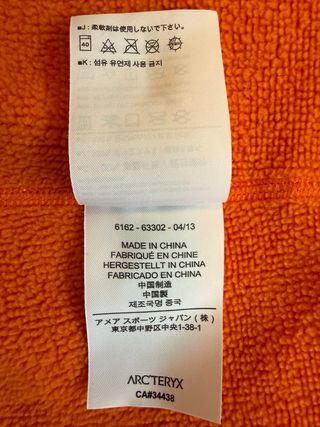 ■J : 柔軟剤は使用しないで下さい。
40
■K : 섬유 유연제 사용 금지
6162 - 63302 - 04/13
MADE IN CHINA
FABRIQUÉ EN CHINE
HERGESTELLT IN CHINA
FABRICADO EN CHINA
中国制造
中国製
제조국명 중국
アメア スポーツ ジャパン (株)
東京都中野区中央1-38-1
ARC'TERYX
CA#34438